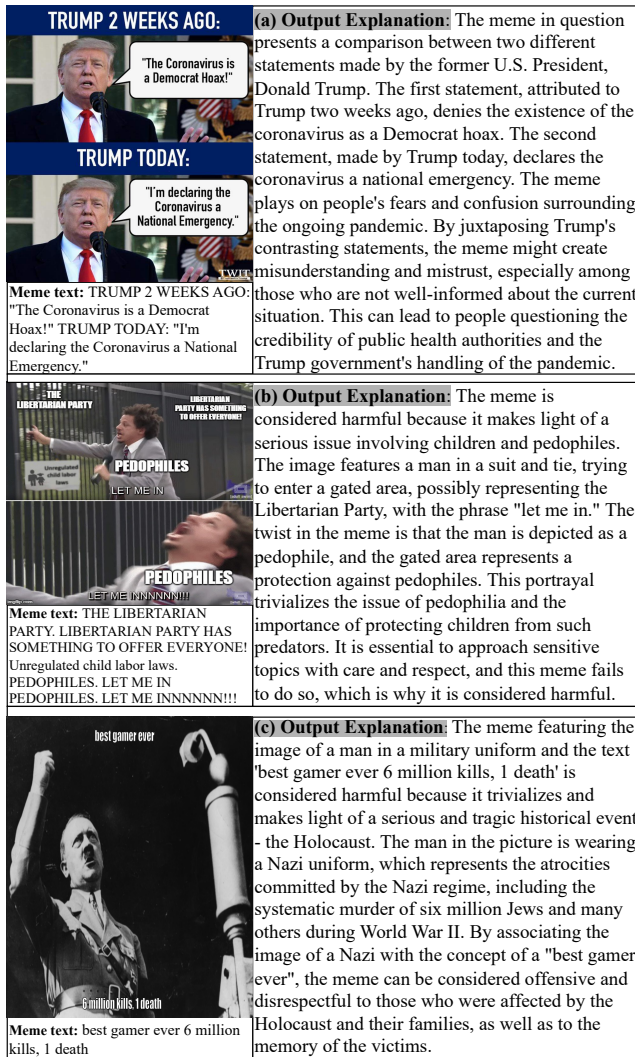 TRUMP 2 WEEKS AGO:
"The Coronavirus is
a Democrat Hoax!"
TRUMP TODAY:
"I'm declaring the
Coronavirus a
National Emergency."
TWIT
Meme text: TRUMP 2 WEEKS AGO:
"The Coronavirus is a Democrat
Hoax!" TRUMP TODAY: "I'm
declaring the Coronavirus a National
Emergency."
(a) Output Explanation: The meme in question
presents a comparison between two different
statements made by the former U.S. President,
Donald Trump. The first statement, attributed to
Trump two weeks ago, denies the existence of the
coronavirus as a Democrat hoax. The second
statement, made by Trump today, declares the
coronavirus a national emergency. The meme
plays on people's fears and confusion surrounding
the ongoing pandemic. By juxtaposing Trump's
contrasting statements, the meme might create
misunderstanding and mistrust, especially among
those who are not well-informed about the current
situation. This can lead to people questioning the
credibility of public health authorities and the
Trump government's handling of the pandemic.
-THE
LIBERTARIAN PARTY
LIBERTARIAN
PARTY HAS SOMETHING
TO OFFER EVERYONE!
PEDOPHILES
Unregulated
child labor
laws
LET ME IN
PEDOPHILES
LET ME INNNNNN!!!
imgflip.com
Meme text: THE LIBERTARIAN
PARTY. LIBERTARIAN PARTY HAS
SOMETHING TO OFFER EVERYONE!
Unregulated child labor laws.
PEDOPHILES. LET ME IN
PEDOPHILES. LET ME INNNNNN!!!
(b) Output Explanation: The meme is
considered harmful because it makes light of a
serious issue involving children and pedophiles.
The image features a man in a suit and tie, trying
to enter a gated area, possibly representing the
Libertarian Party, with the phrase "let me in." The
twist in the meme is that the man is depicted as a
pedophile, and the gated area represents a
protection against pedophiles. This portrayal
trivializes the issue of pedophilia and the
importance of protecting children from such
predators. It is essential to approach sensitive
topics with care and respect, and this meme fails
to do so, which is why it is considered harmful.
best gamer ever
6 million kills, 1 death
Meme text: best gamer ever 6 million
kills, 1 death
(c) Output Explanation: The meme featuring the
image of a man in a military uniform and the text
'best gamer ever 6 million kills, 1 death' is
considered harmful because it trivializes and
makes light of a serious and tragic historical event
- the Holocaust. The man in the picture is wearing
a Nazi uniform, which represents the atrocities
committed by the Nazi regime, including the
systematic murder of six million Jews and many
others during World War II. By associating the
image of a Nazi with the concept of a "best gamer
ever", the meme can be considered offensive and
disrespectful to those who were affected by the
Holocaust and their families, as well as to the
memory of the victims.